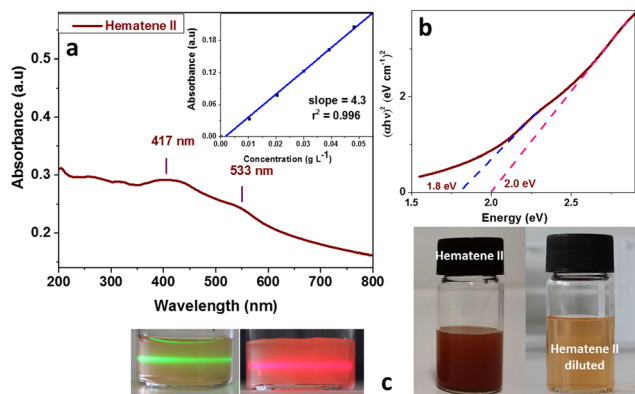 Hematene II
a
Absorbance (a.u)
0.5
0.4
0.3
0.2
200 300 400 500 600 700 800
Wavelength (nm)
417 nm
533 nm
Absorbance (a.u)
0.24
0.18
0.12
0.06
0.00
0.00 0.01 0.02 0.03 0.04 0.05
Concentration (g L⁻¹)
slope = 4.3
r² = 0.996
b
(αhν)² (eV cm⁻¹)²
3
2
1
1.5 2.0 2.5
Energy (eV)
1.8 eV
2.0 eV
Hematene II
Hematene II
diluted
c